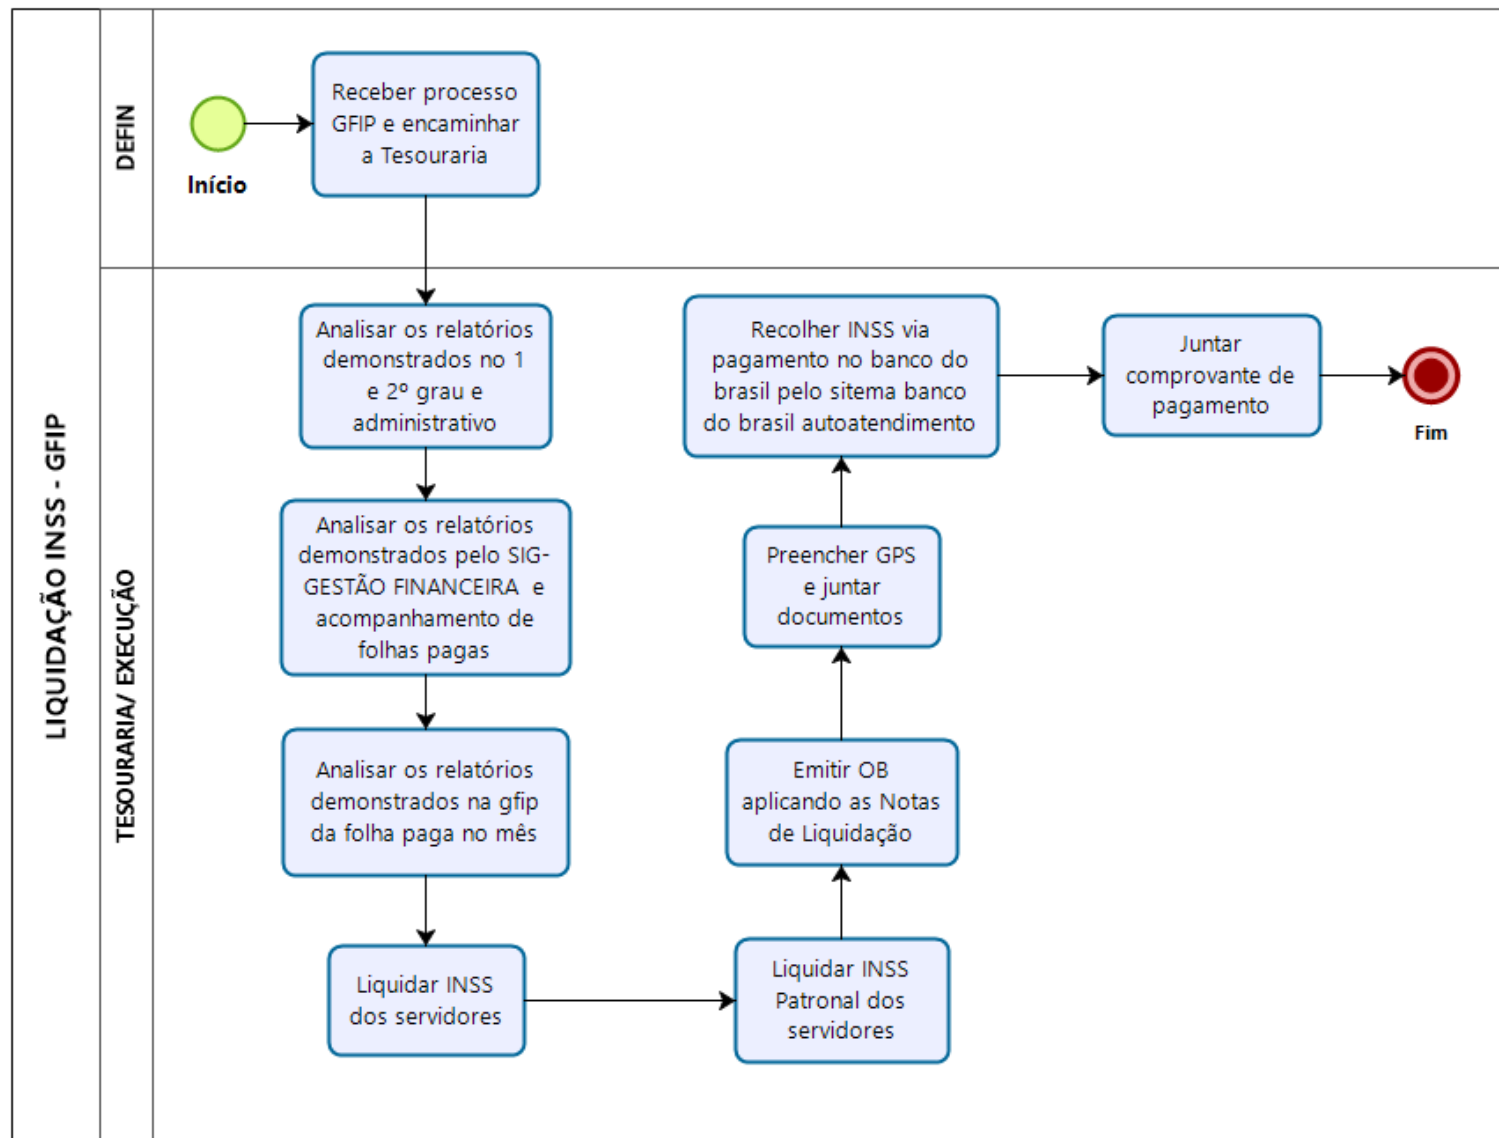 LIQUIDAÇÃO INSS - GFIP
DEFIN
Início
Receber processo
GFIP e encaminhar
a Tesouraria
TESOURARIA/ EXECUÇÃO
Analisar os relatórios
demonstrados no 1
e 2º grau e
administrativo
Analisar os relatórios
demonstrados pelo SIG-
GESTÃO FINANCEIRA e
acompanhamento de
folhas pagas
Analisar os relatórios
demonstrados na gfip
da folha paga no mês
Liquidar INSS
dos servidores
Liquidar INSS
Patronal dos
servidores
Emitir OB
aplicando as Notas
de Liquidação
Preencher GPS
e juntar
documentos
Recolher INSS via
pagamento no banco do
brasil pelo sitema banco
do brasil autoatendimento
Juntar
comprovante de
pagamento
Fim